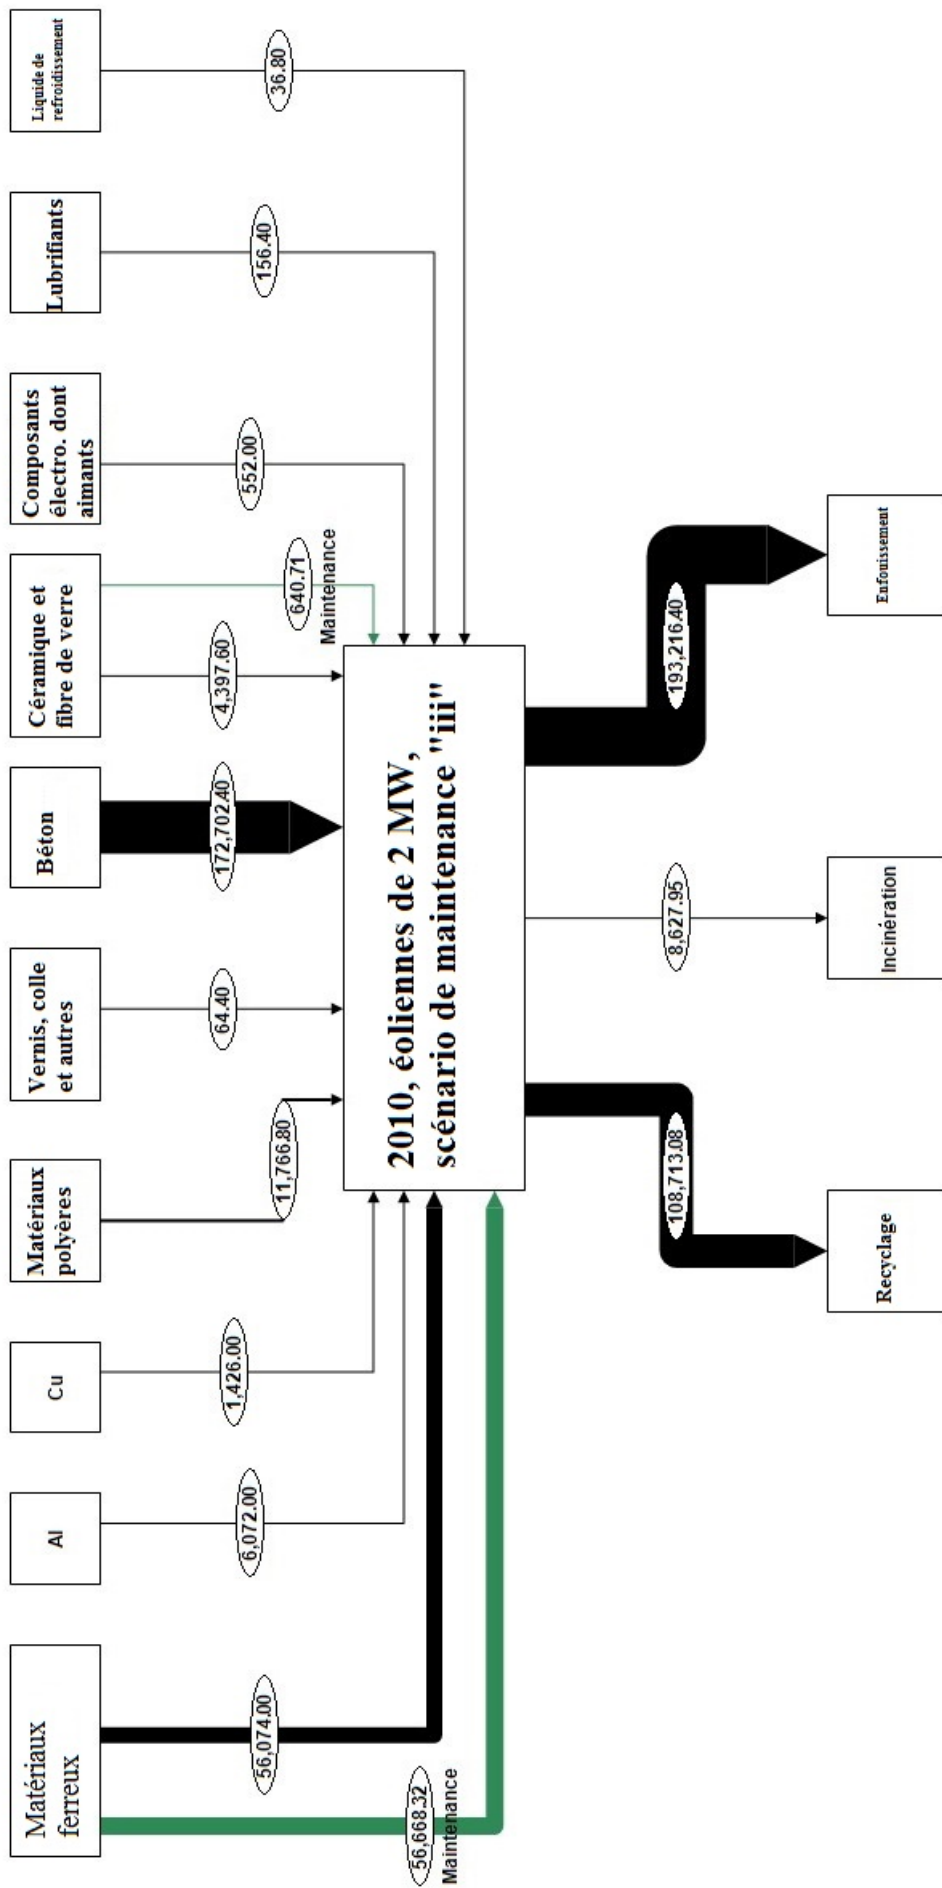 Matériaux
ferreux
Al
Cu
Matériaux
polyères
Vernis, colle
et autres
Béton
Céramique et
fibre de verre
Composants
électro. dont
aimants
Lubrifiants
Liquide de
refroidissement
56,668.32
Maintenance
56,074.00
6,072.00
1,426.00
11,766.80
64.40
172,702.40
4,397.60
640.71
Maintenance
552.00
156.40
36.80
2010, éoliennes de 2 MW,
scénario de maintenance "iii"
108,713.08
8,627.95
193,216.40
Recyclage
Incinération
Enfouissement